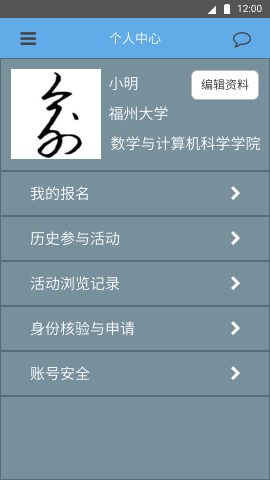 12:00
个人中心
小明
编辑资料
福州大学
数学与计算机科学学院
我的报名
历史参与活动
活动浏览记录
身份核验与申请
账号安全